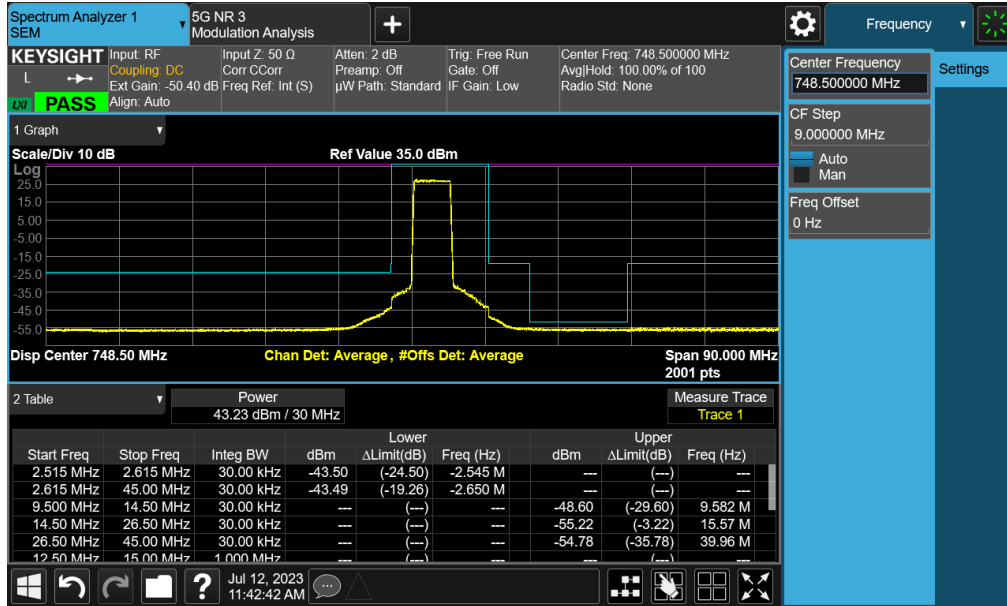 Spectrum Analyzer 1
SEM
5G NR 3
Modulation Analysis
Frequency
KEYSIGHT
L
LXI
PASS
Input: RF
Coupling: DC
Ext Gain: -50.40 dB
Align: Auto
Input Z: 50 Ω
Corr CCorr
Freq Ref: Int (S)
Atten: 2 dB
Preamp: Off
µW Path: Standard
Trig: Free Run
Gate: Off
IF Gain: Low
Center Freq: 748.500000 MHz
Avg|Hold: 100.00% of 100
Radio Std: None
Center Frequency
748.500000 MHz
Settings
CF Step
9.000000 MHz
Auto
Man
Freq Offset
0 Hz
1 Graph
Scale/Div 10 dB
Ref Value 35.0 dBm
Log
25.0
15.0
5.00
-5.00
-15.0
-25.0
-35.0
-45.0
-55.0
Disp Center 748.50 MHz
Chan Det: Average, #Offs Det: Average
Span 90.000 MHz
2001 pts
2 Table
Power
43.23 dBm / 30 MHz
Measure Trace
Trace 1
Lower Upper
Start Freq Stop Freq Integ BW dBm ∆Limit(dB) Freq (Hz) dBm ∆Limit(dB) Freq (Hz)
2.515 MHz 2.615 MHz 30.00 kHz -43.50 (-24.50) -2.545 M --- (---) ---
2.615 MHz 45.00 MHz 30.00 kHz -43.49 (-19.26) -2.650 M --- (---) ---
9.500 MHz 14.50 MHz 30.00 kHz --- (---) --- -48.60 (-29.60) 9.582 M
14.50 MHz 26.50 MHz 30.00 kHz --- (---) --- -55.22 (-3.22) 15.57 M
26.50 MHz 45.00 MHz 30.00 kHz --- (---) --- -54.78 (-35.78) 39.96 M
12.50 MHz 15.00 MHz 1.000 MHz --- (---) --- --- (---) ---
?
Jul 12, 2023
11:42:42 AM